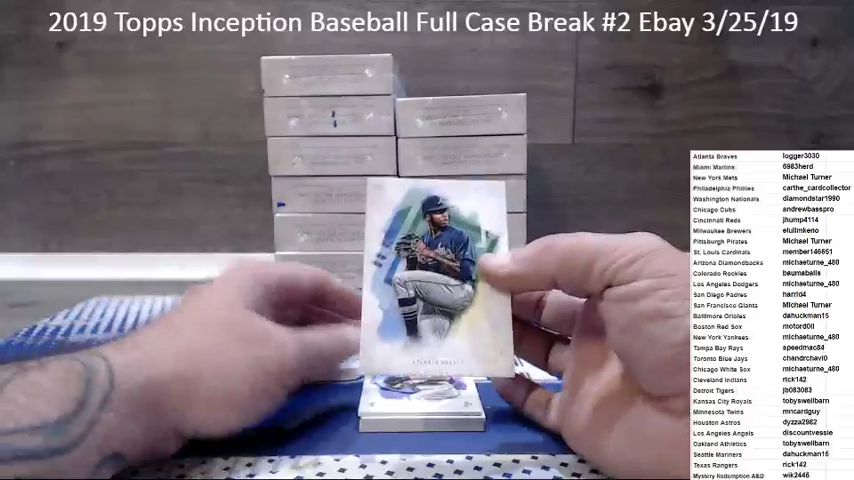 2019 Topps Inception Baseball Full Case Break #2 Ebay 3/25/19
Atlanta Braves logger3030
Miami Marlins 6983herd
New York Mets Michael Turner
Philadelphia Phillies carthe_cardcollector
Washington Nationals diamondstar1990
Chicago Cubs andrewbasspro
Cincinnati Reds jhump4114
Milwaukee Brewers
Pittsburgh Pirates Michael Turner
St. Louis Cardinals member146651
Arizona Diamondbacks michaeturne_480
Colorado Rockies baumaballs
Los Angeles Dodgers michaeturne_480
San Diego Padres harrid4
San Francisco Giants Michael Turner
Baltimore Orioles dahuckman15
Boston Red Sox
New York Yankees michaeturne_480
Tampa Bay Rays speedmac84
Toronto Blue Jays
Chicago White Sox michaeturne_480
Cleveland Indians rick142
Detroit Tigers jb083083
Kansas City Royals tobyswellbarn
Minnesota Twins mncardguy
Houston Astros dyzza2982
Los Angeles Angels discountvessie
Oakland Athletics tobyswellbarn
Seattle Mariners dahuckman15
Texas Rangers rick142
Mystery Redemption A&D wik2446
ATLANTA BRAVES